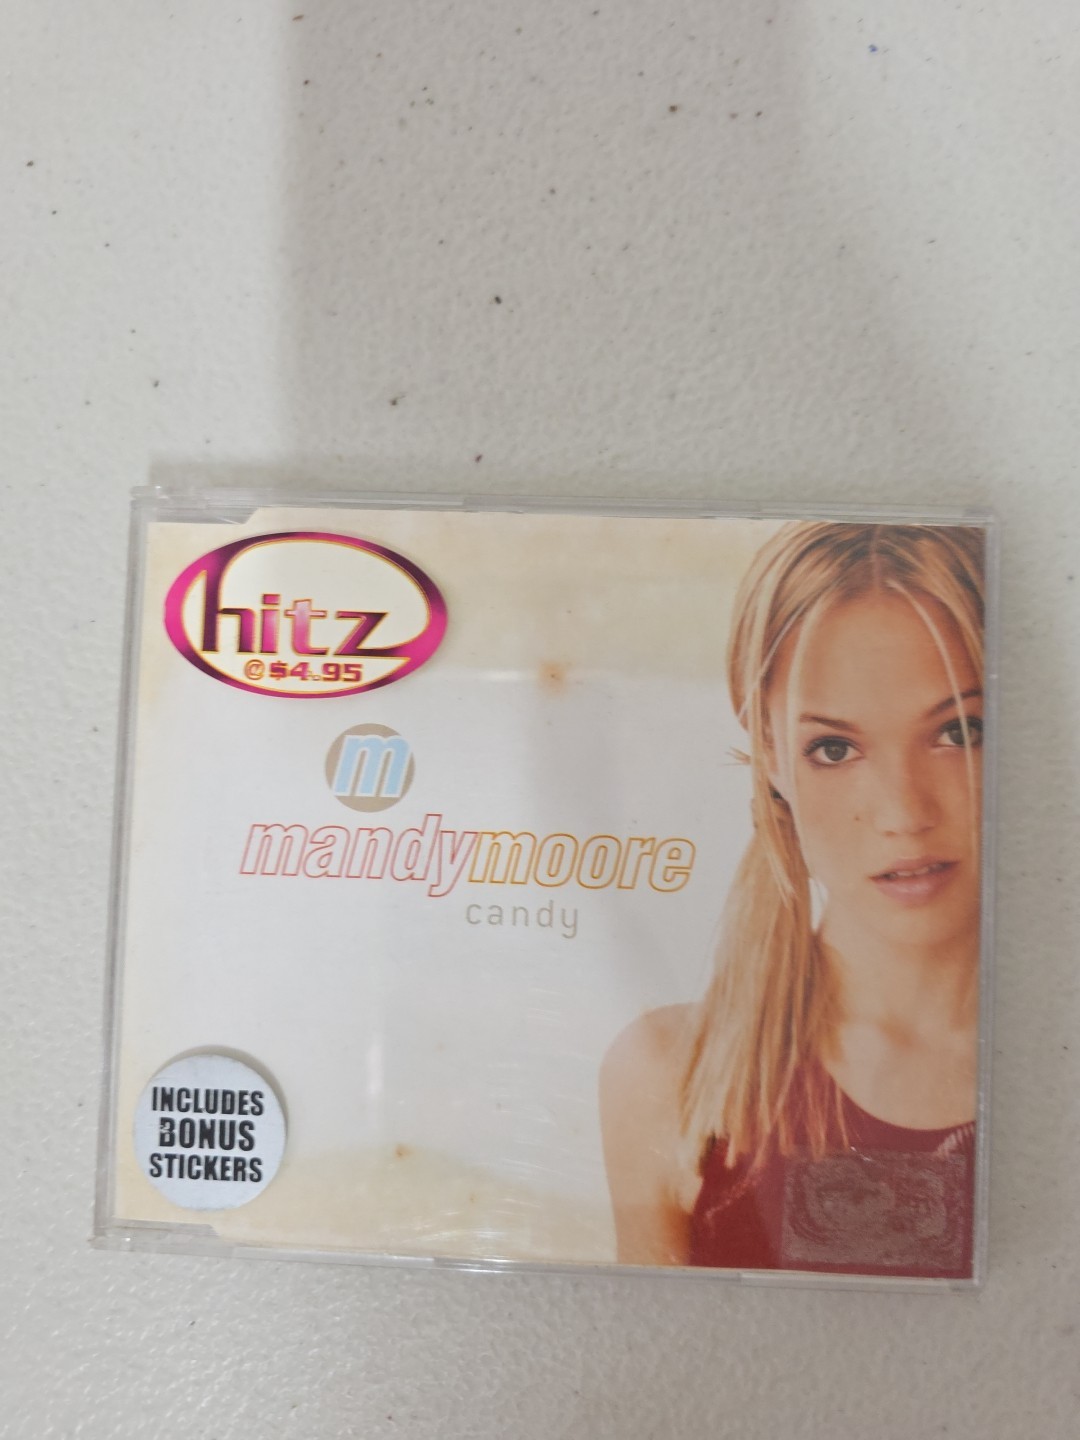 hitz
@ $4.95
m
mandymoore
candy
INCLUDES
BONUS
STICKERS